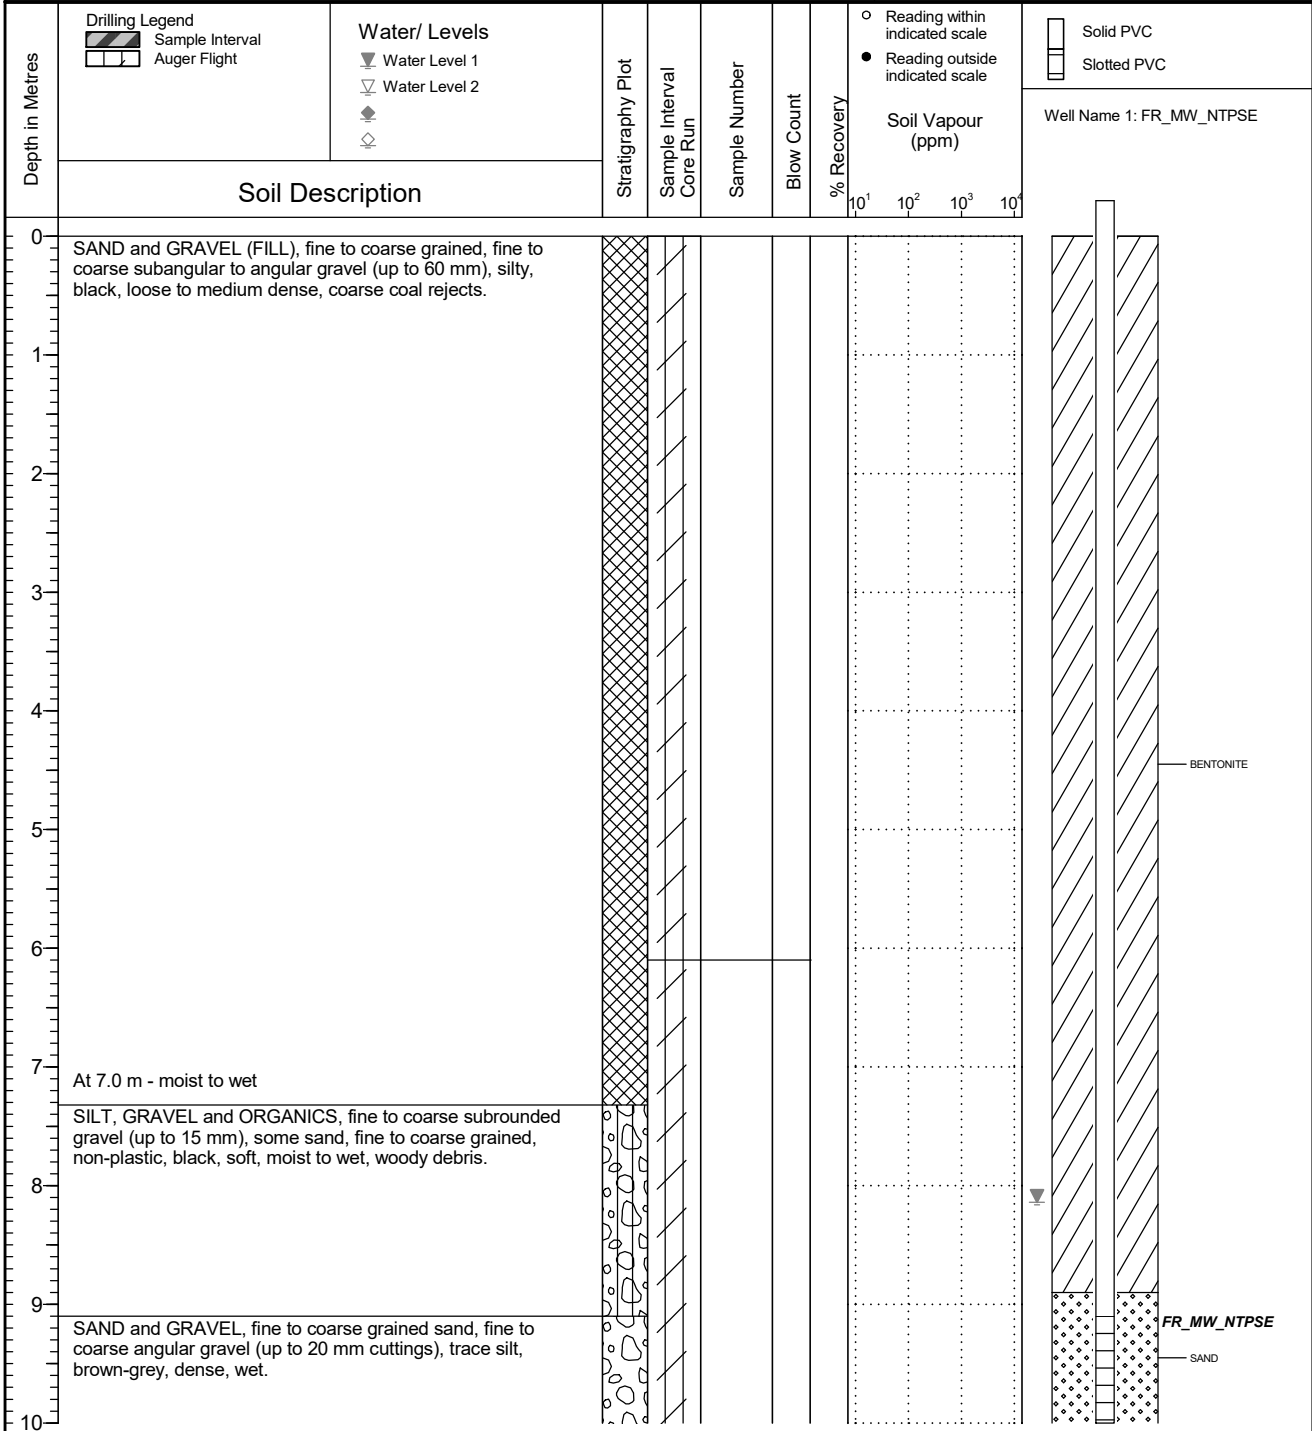 Depth in Metres
Drilling Legend
Sample Interval
Auger Flight
Water/ Levels
Water Level 1
Water Level 2
Soil Description
Stratigraphy Plot
Sample Interval
Core Run
Sample Number
Blow Count
% Recovery
Reading within
indicated scale
Reading outside
indicated scale
Soil Vapour
(ppm)
10¹ 10² 10³ 10⁴
Solid PVC
Slotted PVC
Well Name 1: FR_MW_NTPSE
0
SAND and GRAVEL (FILL), fine to coarse grained, fine to
coarse subangular to angular gravel (up to 60 mm), silty,
black, loose to medium dense, coarse coal rejects.
1
2
3
4
BENTONITE
5
6
7
At 7.0 m - moist to wet
SILT, GRAVEL and ORGANICS, fine to coarse subrounded
gravel (up to 15 mm), some sand, fine to coarse grained,
non-plastic, black, soft, moist to wet, woody debris.
8
9
FR_MW_NTPSE
SAND and GRAVEL, fine to coarse grained sand, fine to
coarse angular gravel (up to 20 mm cuttings), trace silt,
brown-grey, dense, wet.
SAND
10